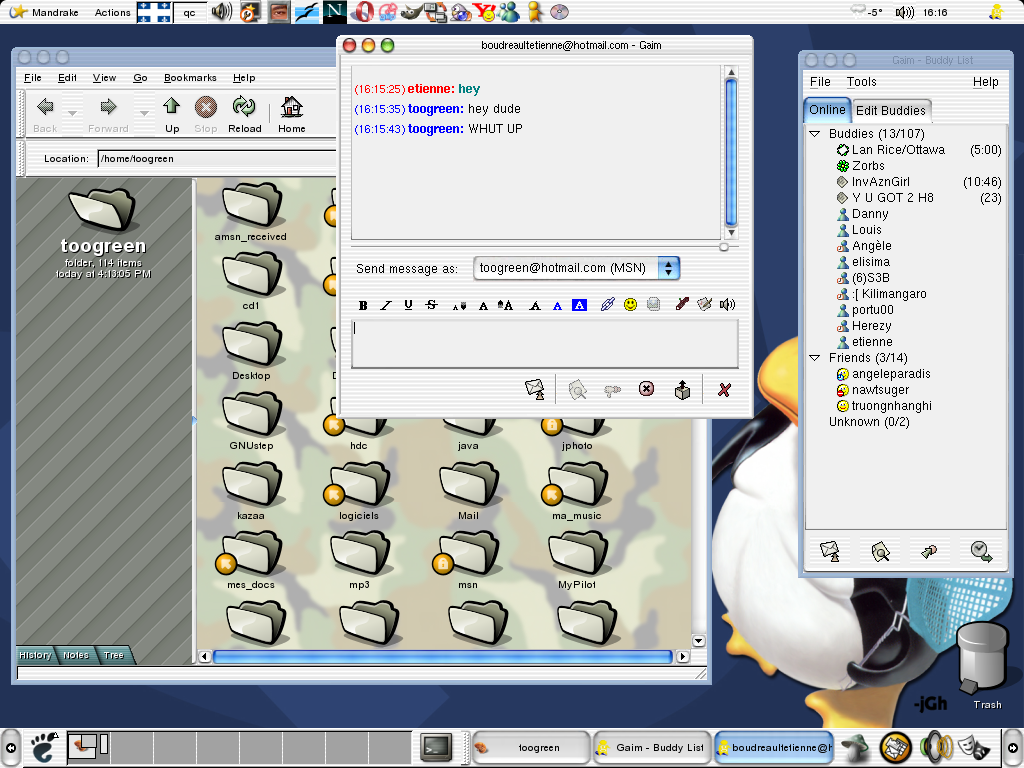 Mandrake Actions qc -5° 16:16
File Edit View Go Bookmarks Help
Back Forward Up Stop Reload Home
Location: /home/toogreen
toogreen
folder, 114 items
today at 4:13:05 PM
amsn_received
cd1
Desktop
GNUstep hdc java jphoto
kazaa logiciels Mail ma_music
mes_docs mp3 msn MyPilot
History Notes Tree
boudreaultetienne@hotmail.com - Gaim
(16:15:25) etienne: hey
(16:15:35) toogreen: hey dude
(16:15:43) toogreen: WHUT UP
Send message as: toogreen@hotmail.com (MSN)
Gaim - Buddy List
File Tools Help
Online Edit Buddies
Buddies (13/107)
Lan Rice/Ottawa (5:00)
Zorbs
InvAznGirl (10:46)
Y U GOT 2 H8 (23)
Danny
Louis
Angèle
elisima
(6)S3B
:[ Kilimangaro
portu00
Herezy
etienne
Friends (3/14)
angeleparadis
nawtsuger
truongnhanghi
Unknown (0/2)
-jGh
Trash
toogreen Gaim - Buddy List boudreaultetienne@h